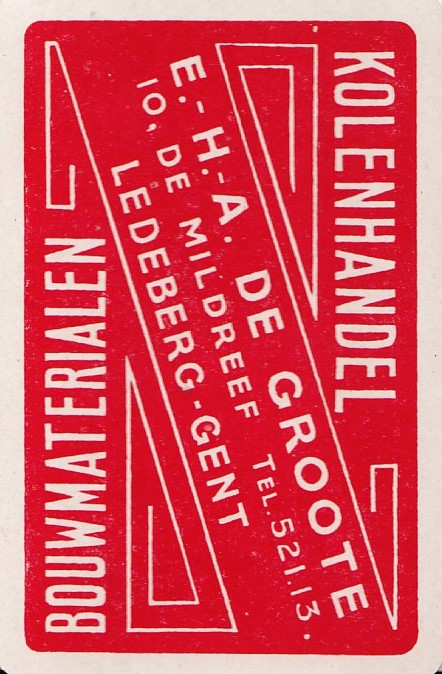 KOLENHANDEL
E.-H.-A. DE GROOTE
10, DE MILDREEF TEL. 521.13.
LEDEBERG-GENT
BOUWMATERIALEN